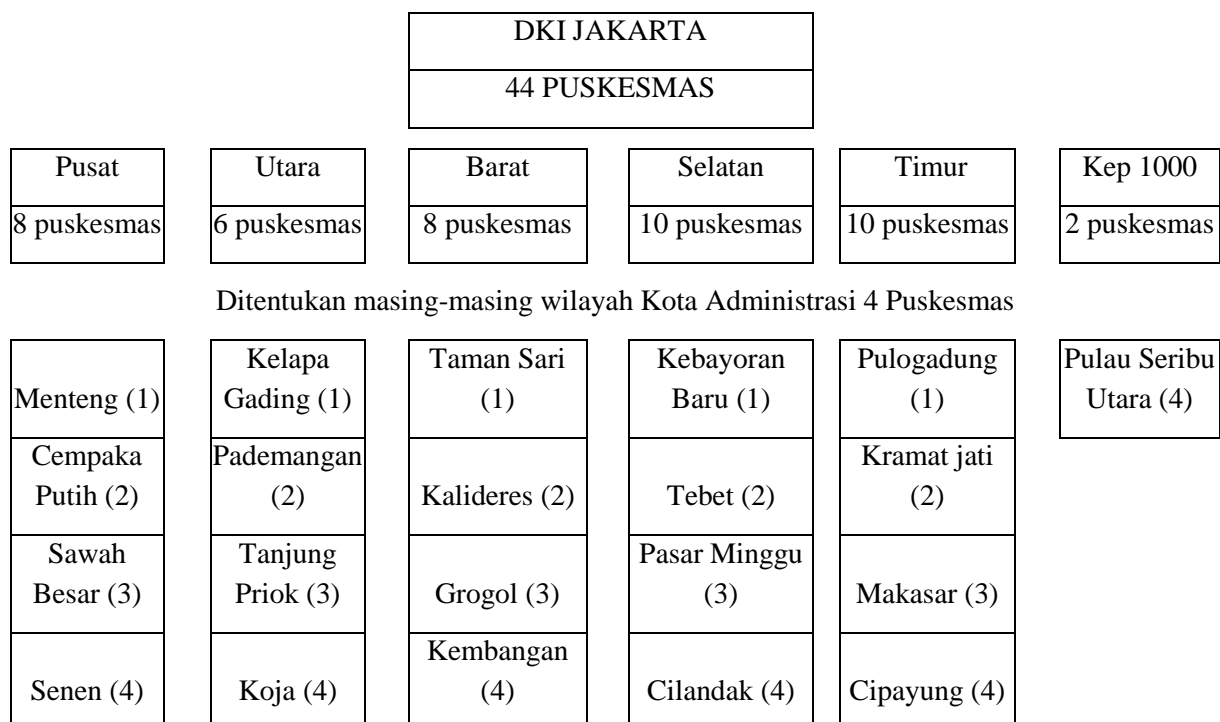 DKI JAKARTA
44 PUSKESMAS
Pusat
8 puskesmas
Utara
6 puskesmas
Barat
8 puskesmas
Selatan
10 puskesmas
Timur
10 puskesmas
Kep 1000
2 puskesmas
Ditentukan masing-masing wilayah Kota Administrasi 4 Puskesmas
Menteng (1)
Kelapa
Gading (1)
Taman Sari
(1)
Kebayoran
Baru (1)
Pulogadung
(1)
Pulau Seribu
Utara (4)
Cempaka
Putih (2)
Pademangan
(2)
Kalideres (2)
Tebet (2)
Kramat jati
(2)
Sawah
Besar (3)
Tanjung
Priok (3)
Grogol (3)
Pasar Minggu
(3)
Makasar (3)
Senen (4)
Koja (4)
Kembangan
(4)
Cilandak (4)
Cipayung (4)